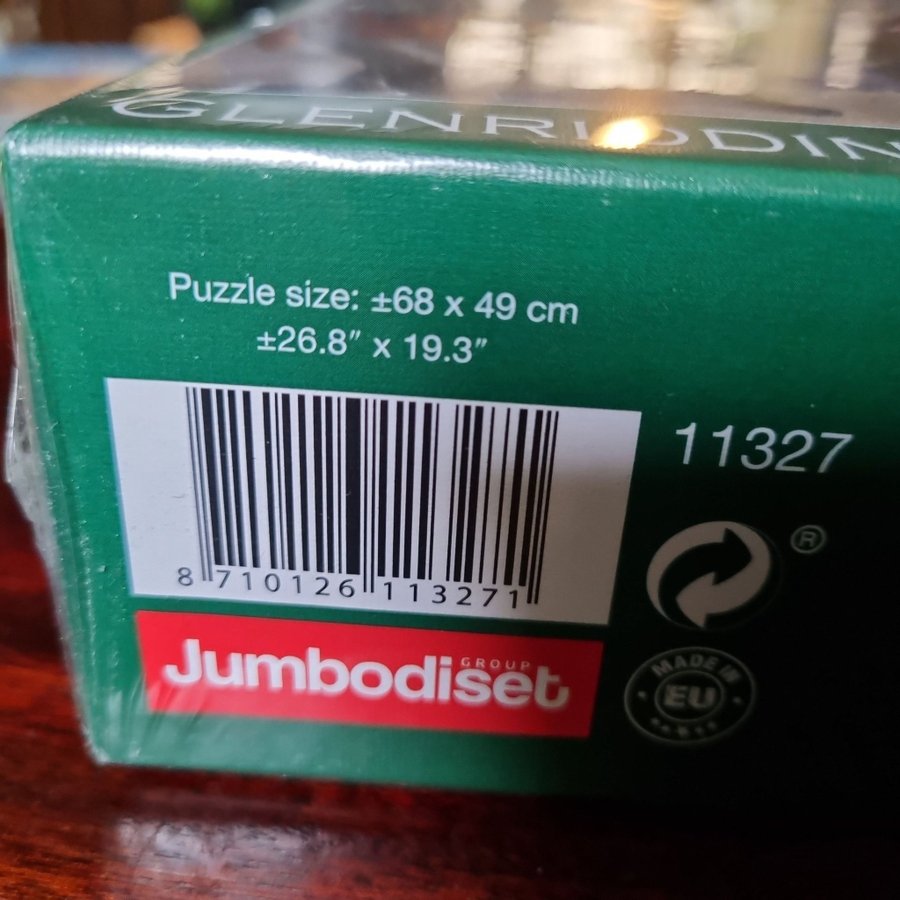 GLENRIDDIN
Puzzle size: ±68 x 49 cm
±26.8" x 19.3"
11327
®
8 710126 113271
Jumbodiset
GROUP
MADE IN
EU